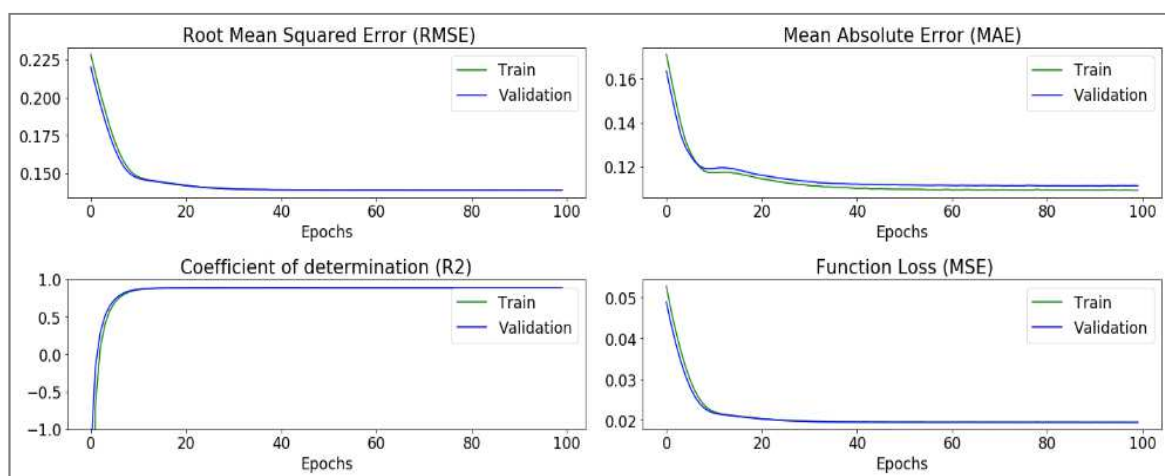 Root Mean Squared Error (RMSE)
0.225
0.200
0.175
0.150
Train
Validation
0 20 40 60 80 100
Epochs
Mean Absolute Error (MAE)
0.16
0.14
0.12
Train
Validation
0 20 40 60 80 100
Epochs
Coefficient of determination (R2)
1.0
0.5
0.0
−0.5
−1.0
Train
Validation
0 20 40 60 80 100
Epochs
Function Loss (MSE)
0.05
0.04
0.03
0.02
Train
Validation
0 20 40 60 80 100
Epochs